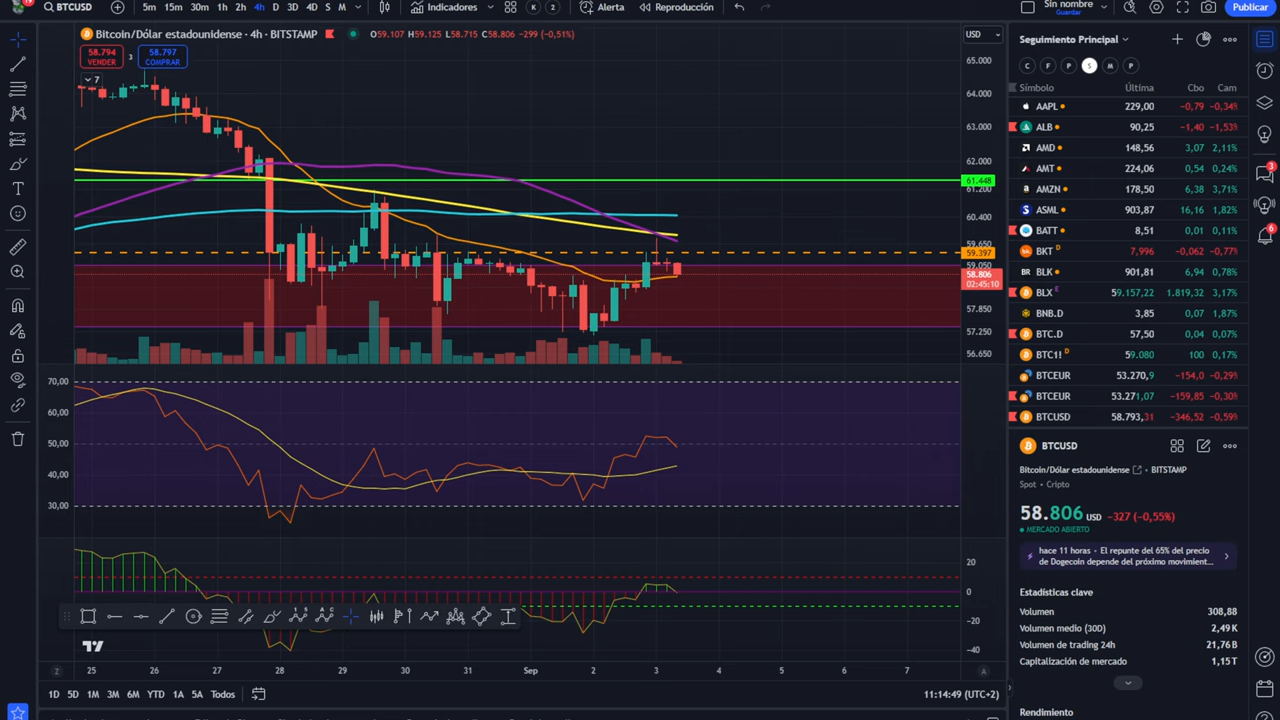 BTCUSD 5m 15m 30m 1h 2h 4h D 3D 4D S M Indicadores K 2 Alerta Reproducción Sin nombre Publicar
Guardar
Bitcoin/Dólar estadounidense · 4h · BITSTAMP O59.107 H59.125 L58.715 C58.806 −299 (−0,51%) USD
58.794 3 58.797
VENDER COMPRAR
7
65.000
64.000
63.000
62.000
61.448
61.200
60.400
59.650
59.397
59.050
58.806
02:45:10
57.850
57.250
56.650
70,00
60,00
50,00
40,00
30,00
20
0
−20
−40
25 26 27 28 29 30 31 Sep 2 3 4 5 6 7
Z A
1D 5D 1M 3M 6M YTD 1A 5A Todos 11:14:49 (UTC+2)
Seguimiento Principal
C F P S M P
Símbolo Última Cbo Cam
AAPL 229,00 −0,79 −0,34%
ALB 90,25 −1,40 −1,53%
AMD 148,56 3,07 2,11%
AMT 224,06 0,54 0,24%
AMZN 178,50 6,38 3,71%
ASML 903,87 16,16 1,82%
BATT 8,51 0,01 0,11%
BKT D 7,996 −0,062 −0,77%
BLK 901,81 6,94 0,78%
BLX E 59.157,22 1.819,32 3,17%
BNB.D 3,85 0,07 1,87%
BTC.D 57,50 0,04 0,07%
BTC1! D 59.080 100 0,17%
BTCEUR 53.270,9 −154,0 −0,29%
BTCEUR 53.271,07 −159,85 −0,30%
BTCUSD 58.793,31 −346,52 −0,59%
BTCUSD
Bitcoin/Dólar estadounidense · BITSTAMP
Spot · Cripto
58.806 USD −327 (−0,55%)
MERCADO ABIERTO
hace 11 horas · El repunte del 65% del precio
de Dogecoin depende del próximo movimient...
Estadísticas clave
Volumen 308,88
Volumen medio (30D) 2,49 K
Volumen de trading 24h 21,76 B
Capitalización de mercado 1,15 T
Rendimiento
3
6